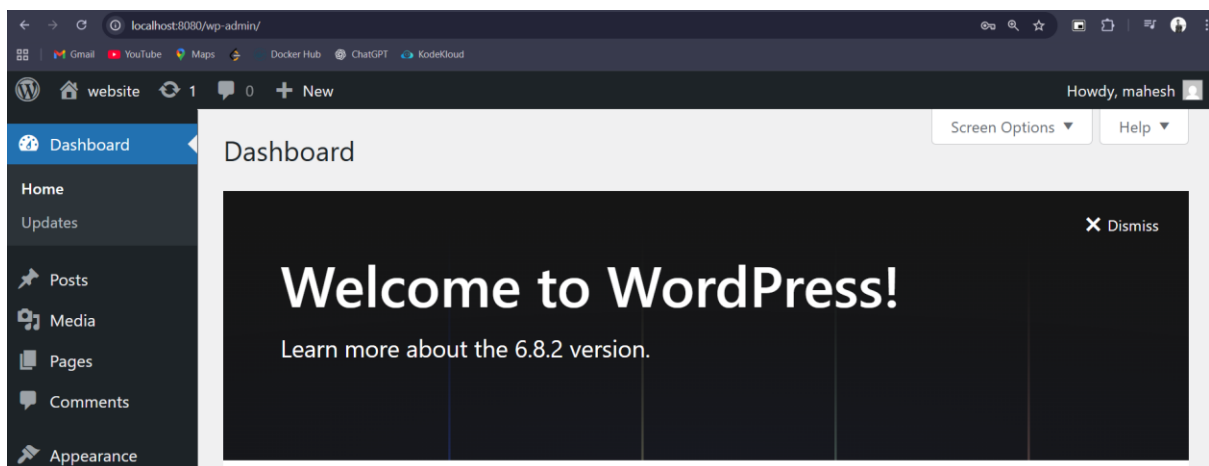 localhost:8080/wp-admin/
Gmail YouTube Maps Docker Hub ChatGPT KodeKloud
website 1 0 New Howdy, mahesh
Screen Options Help
Dashboard
Dashboard
Home
Updates
Dismiss
Welcome to WordPress!
Learn more about the 6.8.2 version.
Posts
Media
Pages
Comments
Appearance